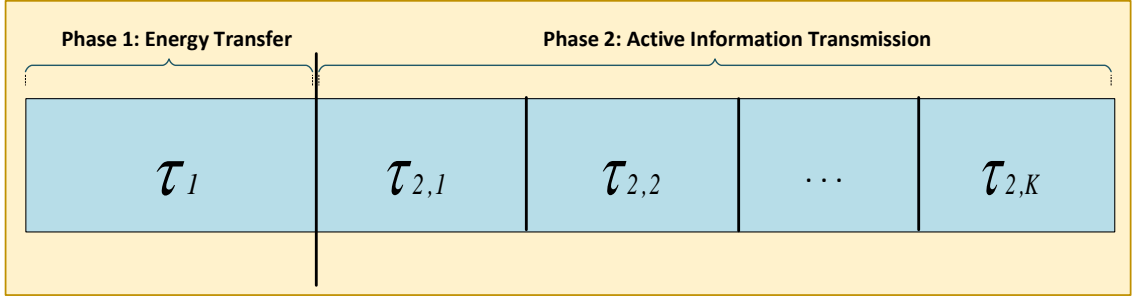 Phase 1: Energy Transfer Phase 2: Active Information Transmission
τ1 τ2,1 τ2,2 ... τ2,K